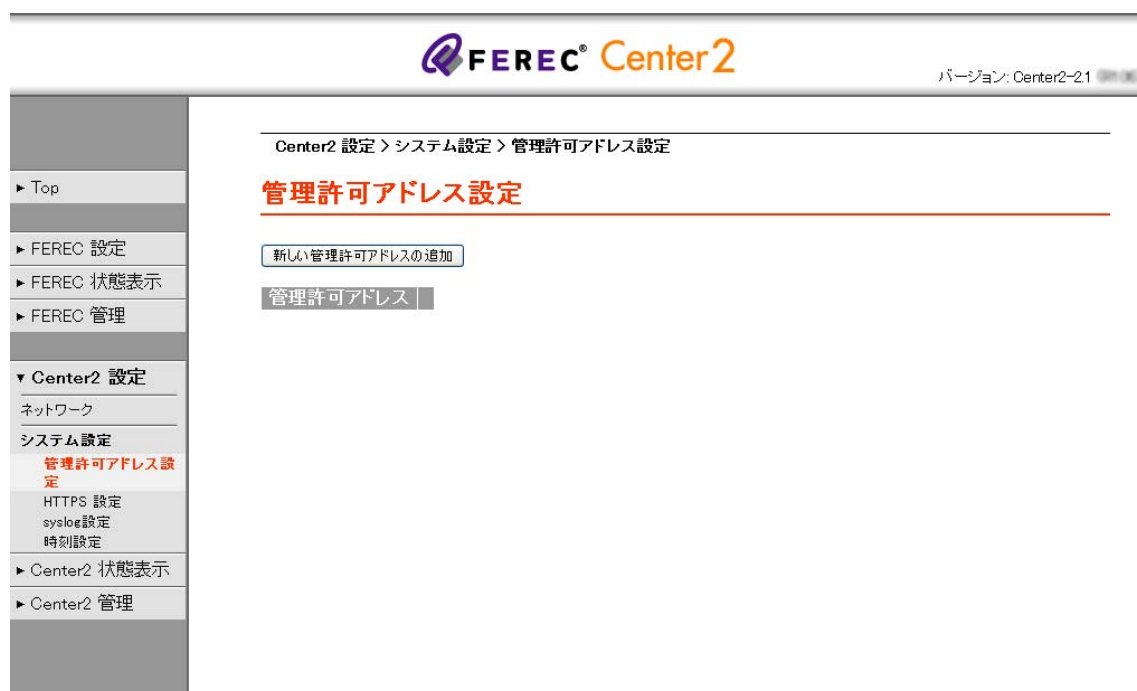 FEREC® Center2
バージョン: Center2-2.1
Center2 設定 > システム設定 > 管理許可アドレス設定
管理許可アドレス設定
新しい管理許可アドレスの追加
管理許可アドレス
▶ Top
▶ FEREC 設定
▶ FEREC 状態表示
▶ FEREC 管理
▼ Center2 設定
ネットワーク
システム設定
管理許可アドレス設
定
HTTPS 設定
syslog設定
時刻設定
▶ Center2 状態表示
▶ Center2 管理